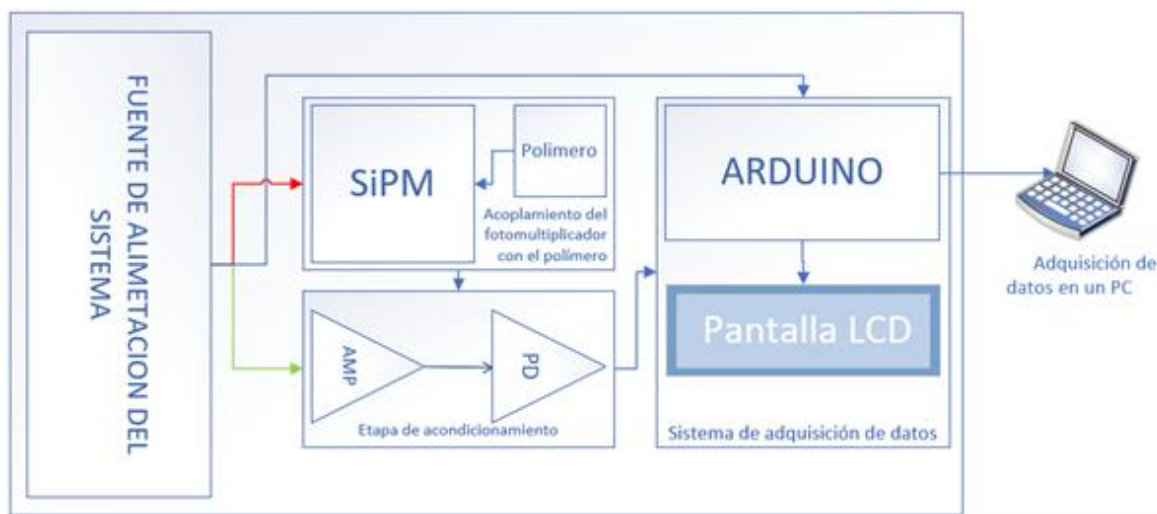 FUENTE DE ALIMETACION DEL
SISTEMA
SiPM
Polimero
Acoplamiento del
fotomultiplicador
con el polímero
AMP
PD
Etapa de acondicionamiento
ARDUINO
Pantalla LCD
Sistema de adquisición de datos
Adquisición de
datos en un PC